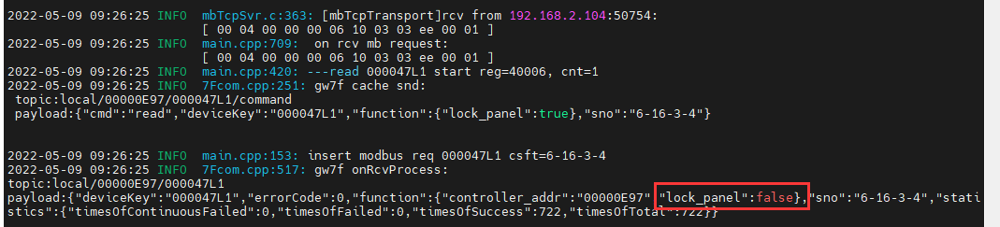 2022-05-09 09:26:25 INFO  mbTcpSvr.c:363: [mbTcpTransport]rcv from 192.168.2.104:50754:
[ 00 04 00 00 00 06 10 03 03 ee 00 01 ]
2022-05-09 09:26:25 INFO  main.cpp:709:  on rcv mb request:
[ 00 04 00 00 00 06 10 03 03 ee 00 01 ]
2022-05-09 09:26:25 INFO  main.cpp:420: ---read 000047L1 start reg=40006, cnt=1
2022-05-09 09:26:25 INFO  7Fcom.cpp:251: gw7f cache snd:
topic:local/00000E97/000047L1/command
payload:{"cmd":"read","deviceKey":"000047L1","function":{"lock_panel":true},"sno":"6-16-3-4"}
2022-05-09 09:26:25 INFO  main.cpp:153: insert modbus req 000047L1 csft=6-16-3-4
2022-05-09 09:26:25 INFO  7Fcom.cpp:517: gw7f onRcvProcess:
topic:local/00000E97/000047L1
payload:{"deviceKey":"000047L1","errorCode":0,"function":{"controller_addr":"00000E97" "lock_panel":false},"sno":"6-16-3-4","stati
stics":{"timesOfContinuousFailed":0,"timesOfFailed":0,"timesOfSuccess":722,"timesOfTotal":722}}